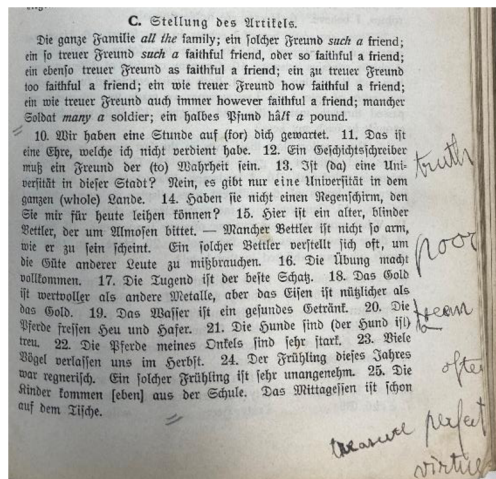 C. Stellung des Artikels.
Die ganze Familie all the family; ein solcher Freund such a friend;
ein so treuer Freund such a faithful friend, oder so faithful a friend;
ein ebenso treuer Freund as faithful a friend; ein zu treuer Freund
too faithful a friend; ein wie treuer Freund how faithful a friend;
ein wie treuer Freund auch immer however faithful a friend; mancher
Soldat many a soldier; ein halbes Pfund hâlf a pound.
10. Wir haben eine Stunde auf (for) dich gewartet. 11. Das ist
eine Ehre, welche ich nicht verdient habe. 12. Ein Geschichtschreiber
muß ein Freund der (to) Wahrheit sein. 13. Ist (da) eine Uni-
versität in dieser Stadt? Nein, es gibt nur eine Universität in dem
ganzen (whole) Lande. 14. Haben sie nicht einen Regenschirm, den
Sie mir für heute leihen können? 15. Hier ist ein alter, blinder
Bettler, der um Almosen bittet. — Mancher Bettler ist nicht so arm,
wie er zu sein scheint. Ein solcher Bettler verstellt sich oft, um
die Güte anderer Leute zu mißbrauchen. 16. Die Übung macht
vollkommen. 17. Die Tugend ist der beste Schatz. 18. Das Gold
ist wertvoller als andere Metalle, aber das Eisen ist nützlicher als
das Gold. 19. Das Wasser ist ein gesundes Getränk. 20. Die
Pferde fressen Heu und Hafer. 21. Die Hunde sind (der Hund ist)
treu. 22. Die Pferde meines Onkels sind sehr stark. 23. Viele
Vögel verlassen uns im Herbst. 24. Der Frühling dieses Jahres
war regnerisch. Ein solcher Frühling ist sehr unangenehm. 25. Die
Kinder kommen [eben] aus der Schule. Das Mittagessen ist schon
auf dem Tische.
truth
poor
often
treasure perfect
virtue